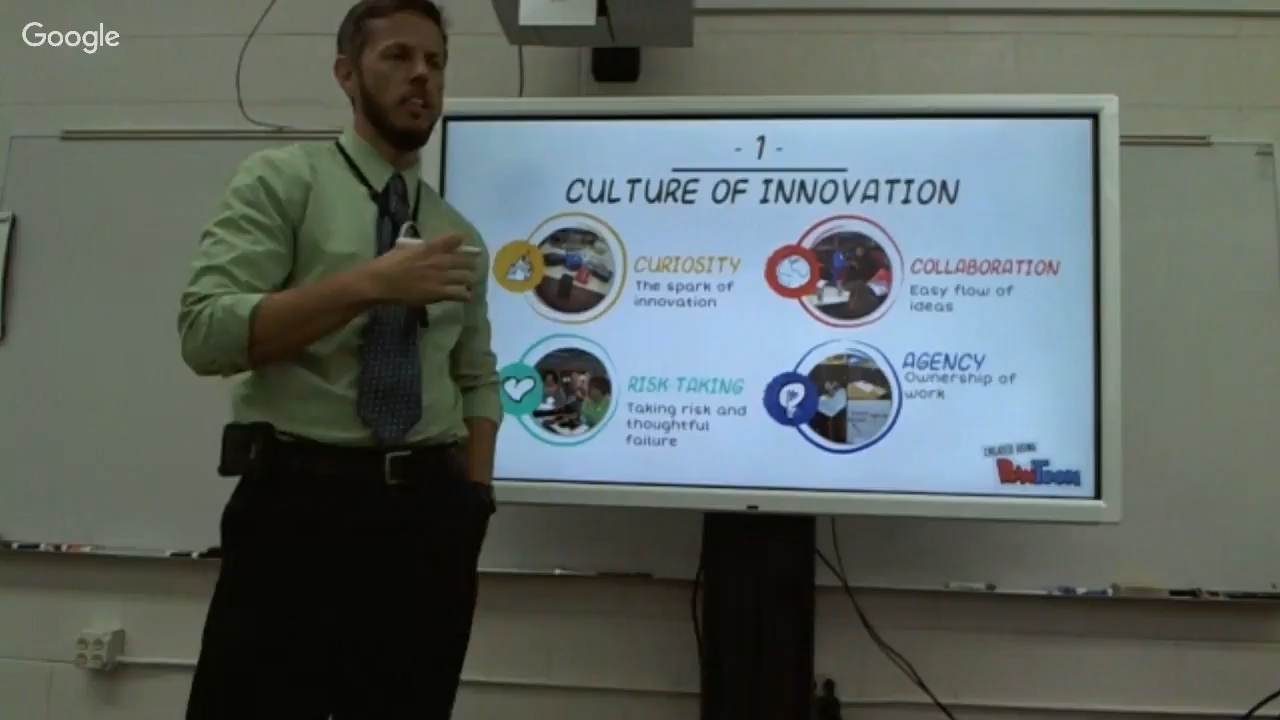 Google
- 1 -
CULTURE OF INNOVATION
CURIOSITY
The spark of
innovation
COLLABORATION
Easy flow of
ideas
RISK-TAKING
Taking risk and
thoughtful
failure
AGENCY
Ownership of
work
CREATED USING
POWTOON